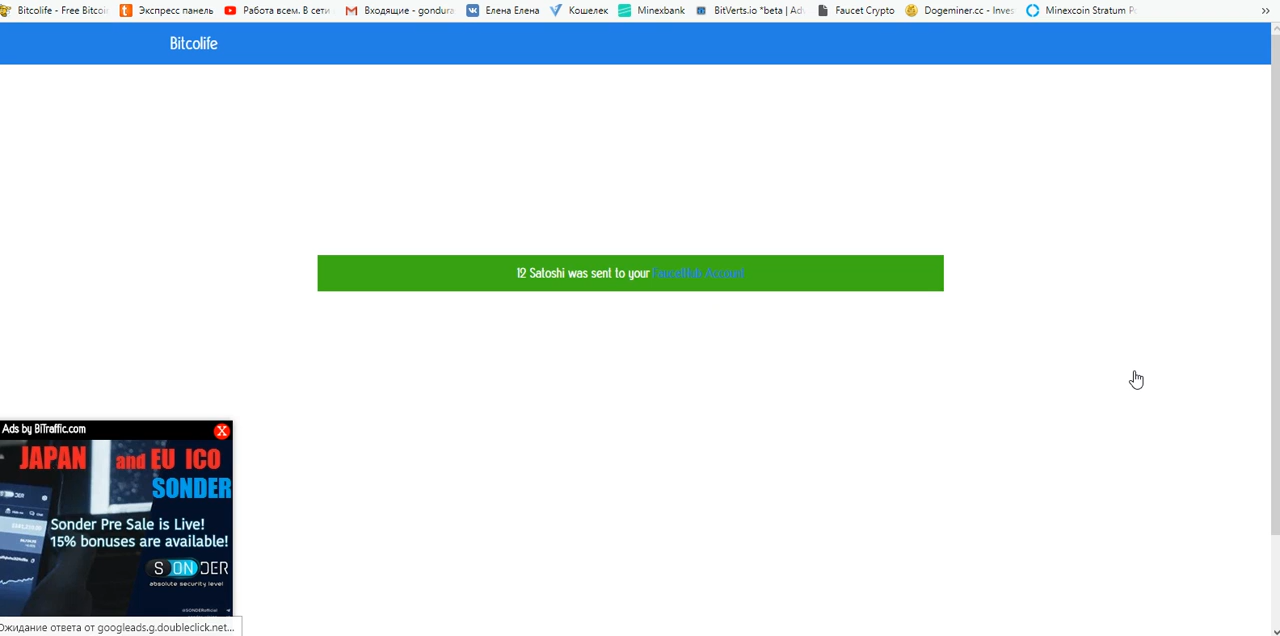 Bitcolife - Free Bitcoin
Экспресс панель
Работа всем. В сети
Входящие - gondura
Елена Елена
Кошелек
Minexbank
BitVerts.io *beta | Adv
Faucet Crypto
Dogeminer.cc - Inves
Minexcoin Stratum P
Bitcolife
12 Satoshi was sent to your FaucetHub Account
Ads by BiTraffic.com
X
JAPAN and EU ICO
SONDER
Sonder Pre Sale is Live!
15% bonuses are available!
SONDER
absolute security level
@SONDERofficial
Ожидание ответа от googleads.g.doubleclick.net...